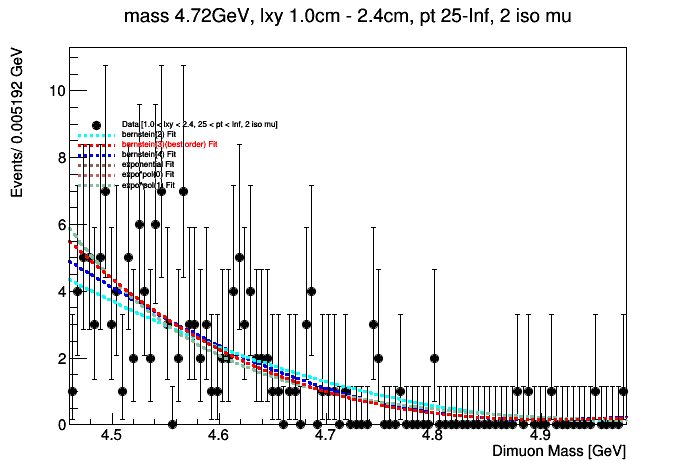 mass 4.72GeV, lxy 1.0cm - 2.4cm, pt 25-Inf, 2 iso mu
Events/ 0.005192 GeV
10
8
6
4
2
0
Data [1.0 < lxy < 2.4, 25 < pt < Inf, 2 iso mu]
bernstein(2) Fit
bernstein(3)(best order) Fit
bernstein(4) Fit
exponential Fit
expo*pol(0) Fit
expo*pol(1) Fit
4.5 4.6 4.7 4.8 4.9
Dimuon Mass [GeV]